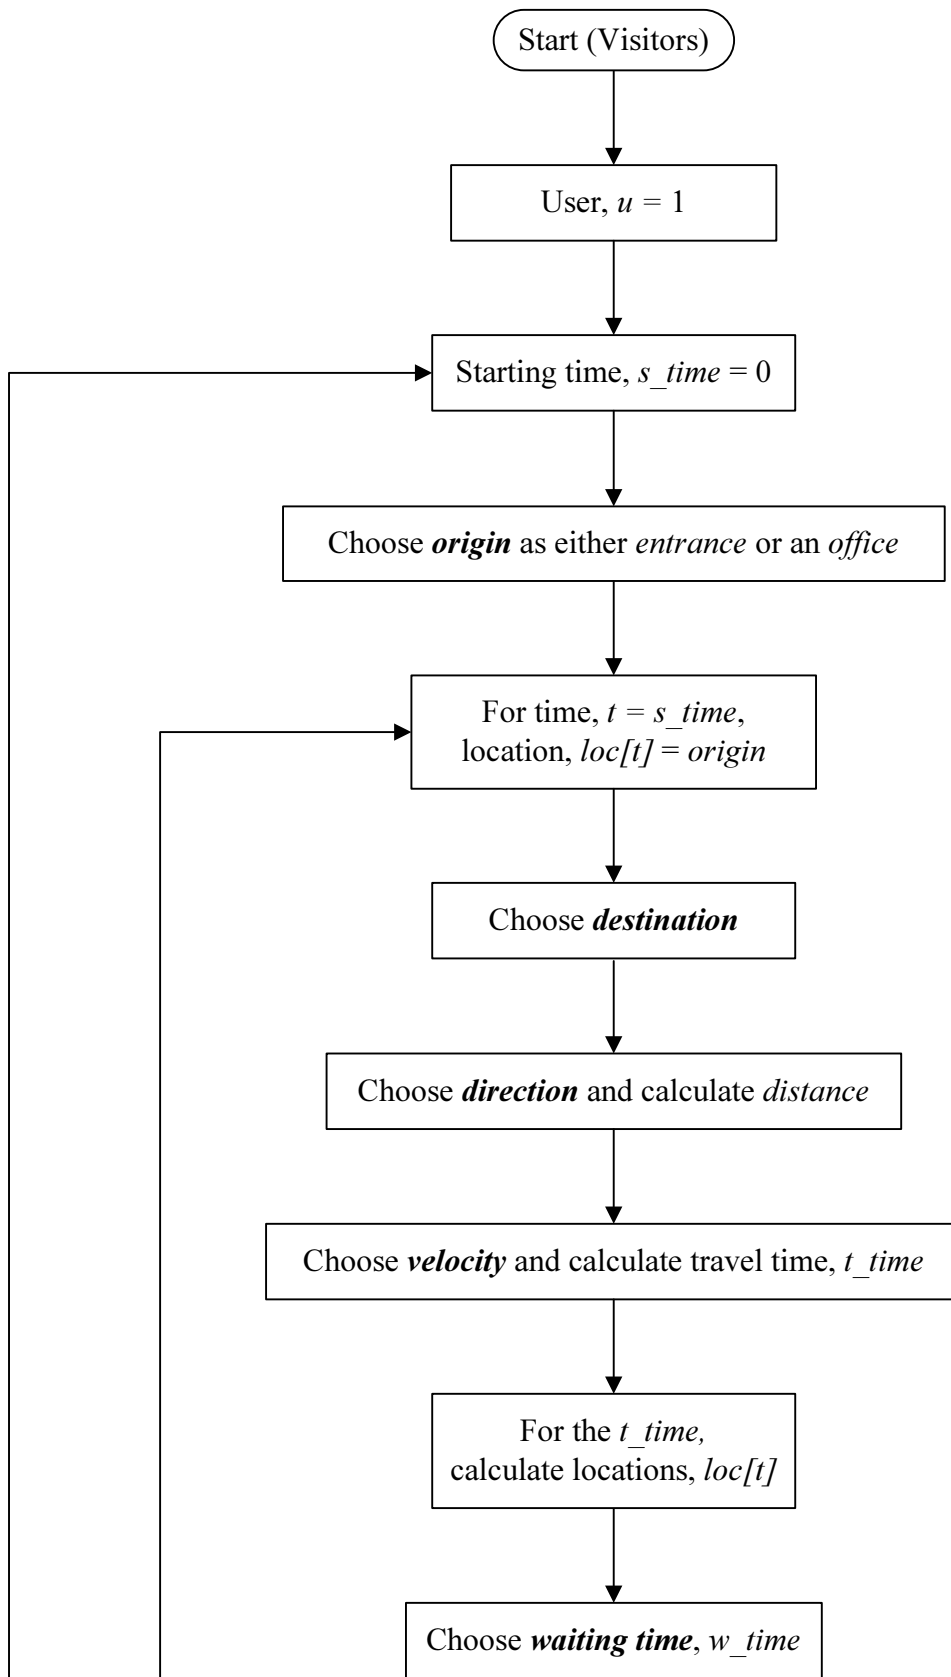 Start (Visitors)
User, u = 1
Starting time, s_time = 0
Choose origin as either entrance or an office
For time, t = s_time,
location, loc[t] = origin
Choose destination
Choose direction and calculate distance
Choose velocity and calculate travel time, t_time
For the t_time,
calculate locations, loc[t]
Choose waiting time, w_time